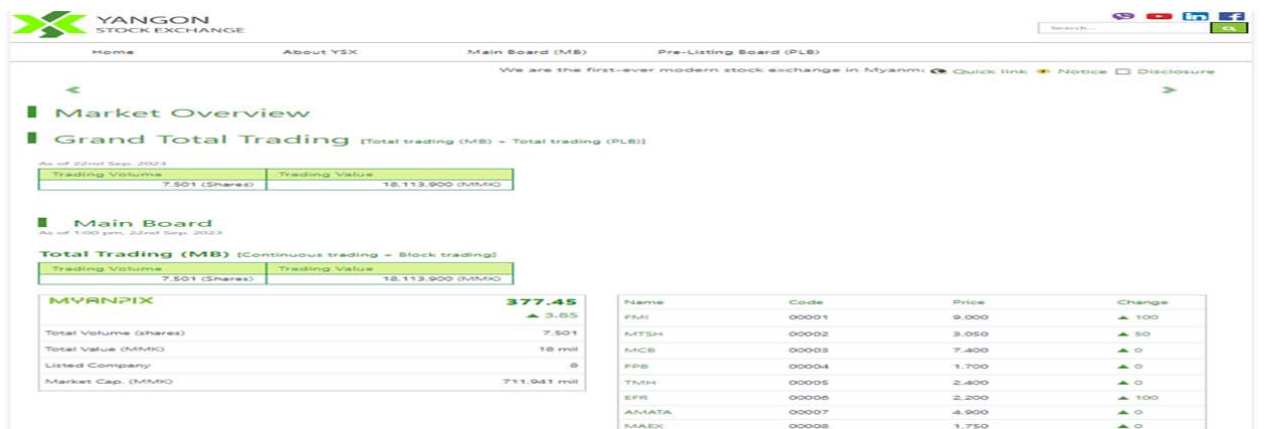 YANGON
STOCK EXCHANGE
Search...
Home About YSX Main Board (MB) Pre-Listing Board (PLB)
We are the first-ever modern stock exchange in Myanm Quick link Notice Disclosure
Market Overview
Grand Total Trading [Total trading (MB) + Total trading (PLB)]
As of 22nd Sep, 2023
Trading Volume Trading Value
7,501 (Shares) 18,113,900 (MMK)
Main Board
As of 1:00 pm, 22nd Sep, 2023
Total Trading (MB) [Continuous trading + Block trading]
Trading Volume Trading Value
7,501 (Shares) 18,113,900 (MMK)
MYANPIX 377.45
▲ 3.85
Total Volume (shares) 7,501
Total Value (MMK) 18 mil
Listed Company 8
Market Cap. (MMK) 711,941 mil
Name Code Price Change
FMI 00001 9,000 ▲ 100
MTSH 00002 3,050 ▲ 50
MCB 00003 7,400 ▲ 0
FPB 00004 1,700 ▲ 0
TMH 00005 2,400 ▲ 0
EFR 00006 2,200 ▲ 100
AMATA 00007 4,900 ▲ 0
MAEX 00008 1,750 ▲ 0